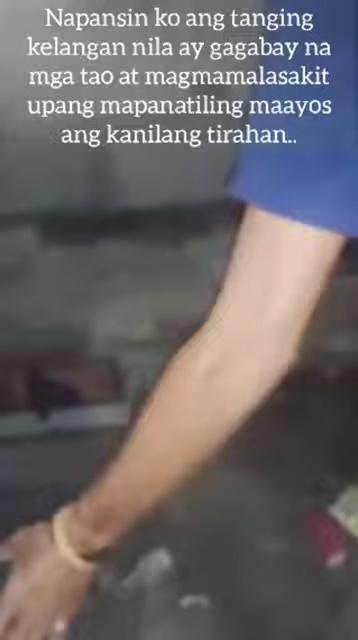 Napansin ko ang tanging
kelangan nila ay gagabay na
mga tao at magmamalasakit
upang mapanatiling maayos
ang kanilang tirahan..